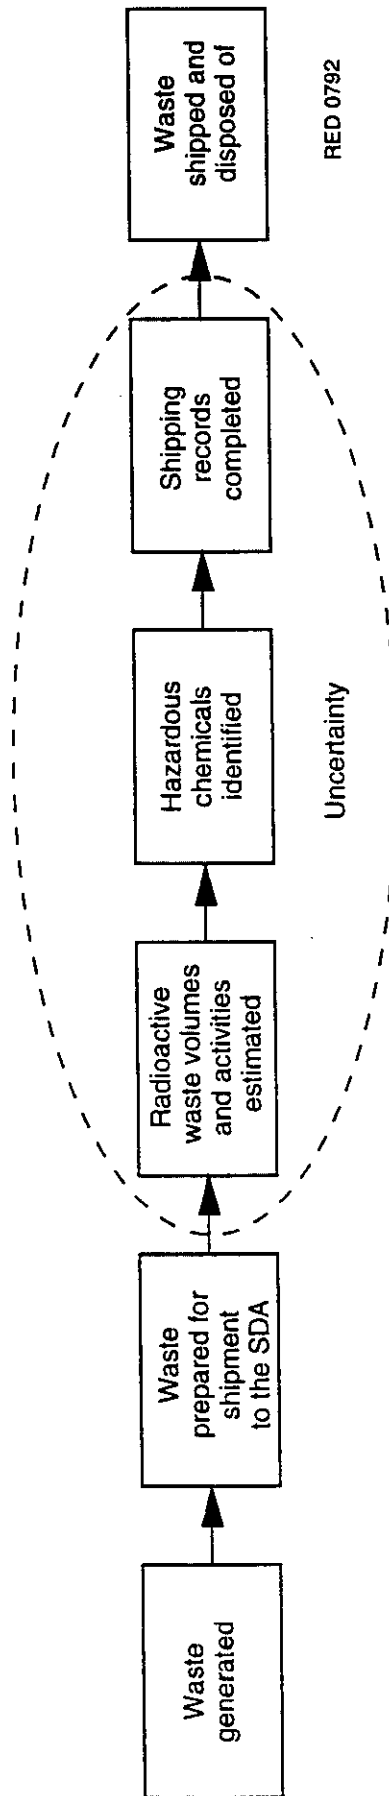 Waste
generated
Waste
prepared for
shipment
to the SDA
Radioactive
waste volumes
and activities
estimated
Hazardous
chemicals
identified
Shipping
records
completed
Waste
shipped and
disposed of
Uncertainty
RED 0792